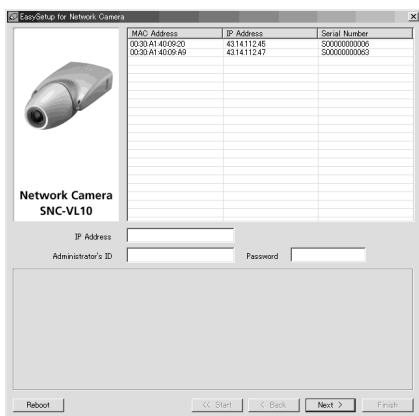 EasySetup for Network Camera
MAC Address IP Address Serial Number
00:30:A1:40:09:20 43.14.112.45 S00000000006
00:30:A1:40:09:A9 43.14.112.47 S00000000063
Network Camera
SNC-VL10
IP Address
Administrator's ID Password
Reboot << Start < Back Next > Finish